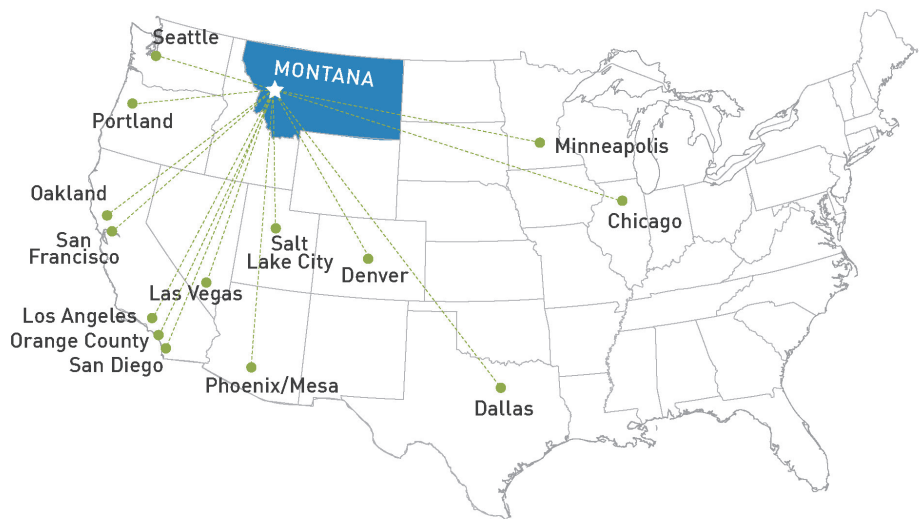 Seattle
MONTANA
Portland
Minneapolis
Oakland
Chicago
San
Francisco
Salt
Lake City
Denver
Las Vegas
Los Angeles
Orange County
San Diego
Phoenix/Mesa
Dallas